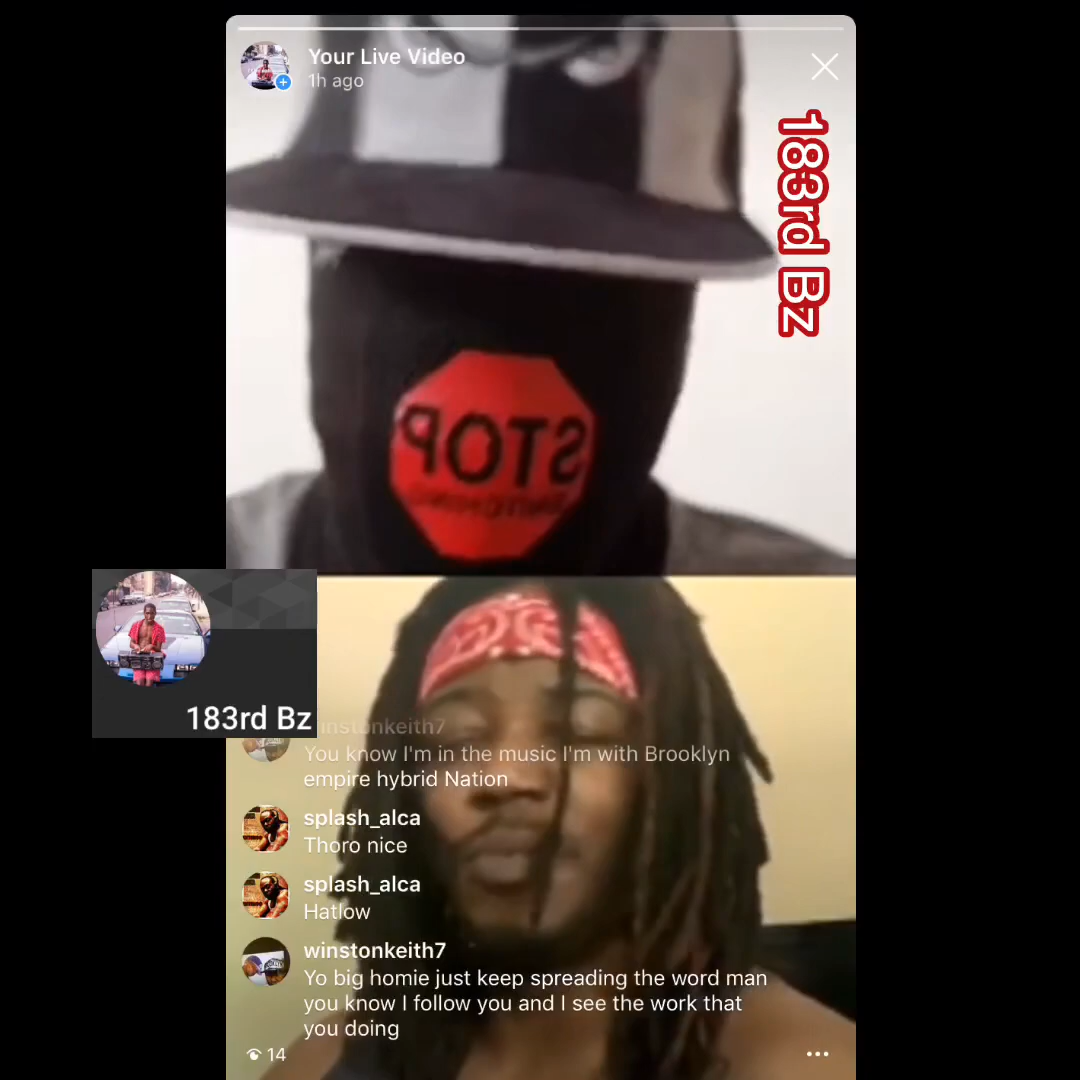 Your Live Video
1h ago
183rd Bz
STOP
183rd Bz
winstonkeith7
You know I'm in the music I'm with Brooklyn
empire hybrid Nation
splash_alca
Thoro nice
splash_alca
Hatlow
winstonkeith7
Yo big homie just keep spreading the word man
you know I follow you and I see the work that
you doing
14